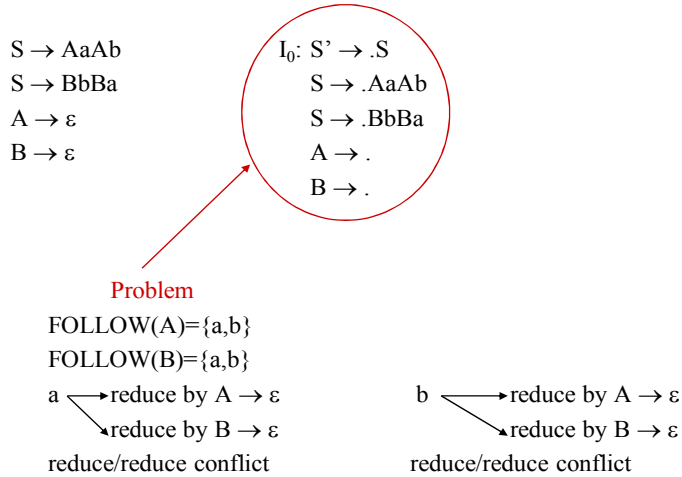 S → AaAb
S → BbBa
A → ε
B → ε
I0: S’ → .S
S → .AaAb
S → .BbBa
A → .
B → .
Problem
FOLLOW(A)={a,b}
FOLLOW(B)={a,b}
a reduce by A → ε
reduce by B → ε
reduce/reduce conflict
b reduce by A → ε
reduce by B → ε
reduce/reduce conflict